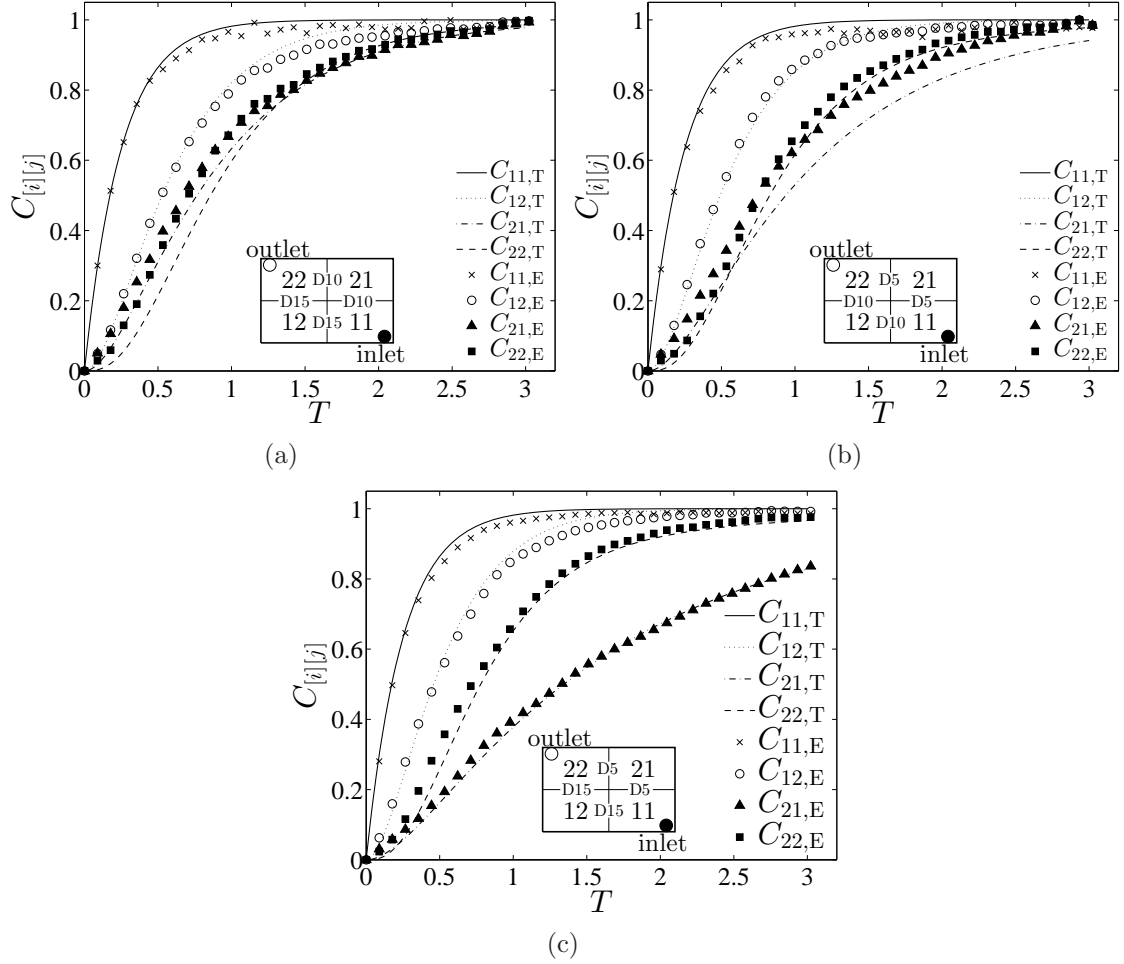 C[i][j]
1
0.8
0.6
0.4
0.2
0
0 0.5 1 1.5 2 2.5 3
T
C11,T
C12,T
C21,T
C22,T
C11,E
C12,E
C21,E
C22,E
outlet
22 D10 21
D15 D10
12 D15 11
inlet
(a)
C[i][j]
1
0.8
0.6
0.4
0.2
0
0 0.5 1 1.5 2 2.5 3
T
C11,T
C12,T
C21,T
C22,T
C11,E
C12,E
C21,E
C22,E
outlet
22 D5 21
D10 D5
12 D10 11
inlet
(b)
C[i][j]
1
0.8
0.6
0.4
0.2
0
0 0.5 1 1.5 2 2.5 3
T
C11,T
C12,T
C21,T
C22,T
C11,E
C12,E
C21,E
C22,E
outlet
22 D5 21
D15 D5
12 D15 11
inlet
(c)